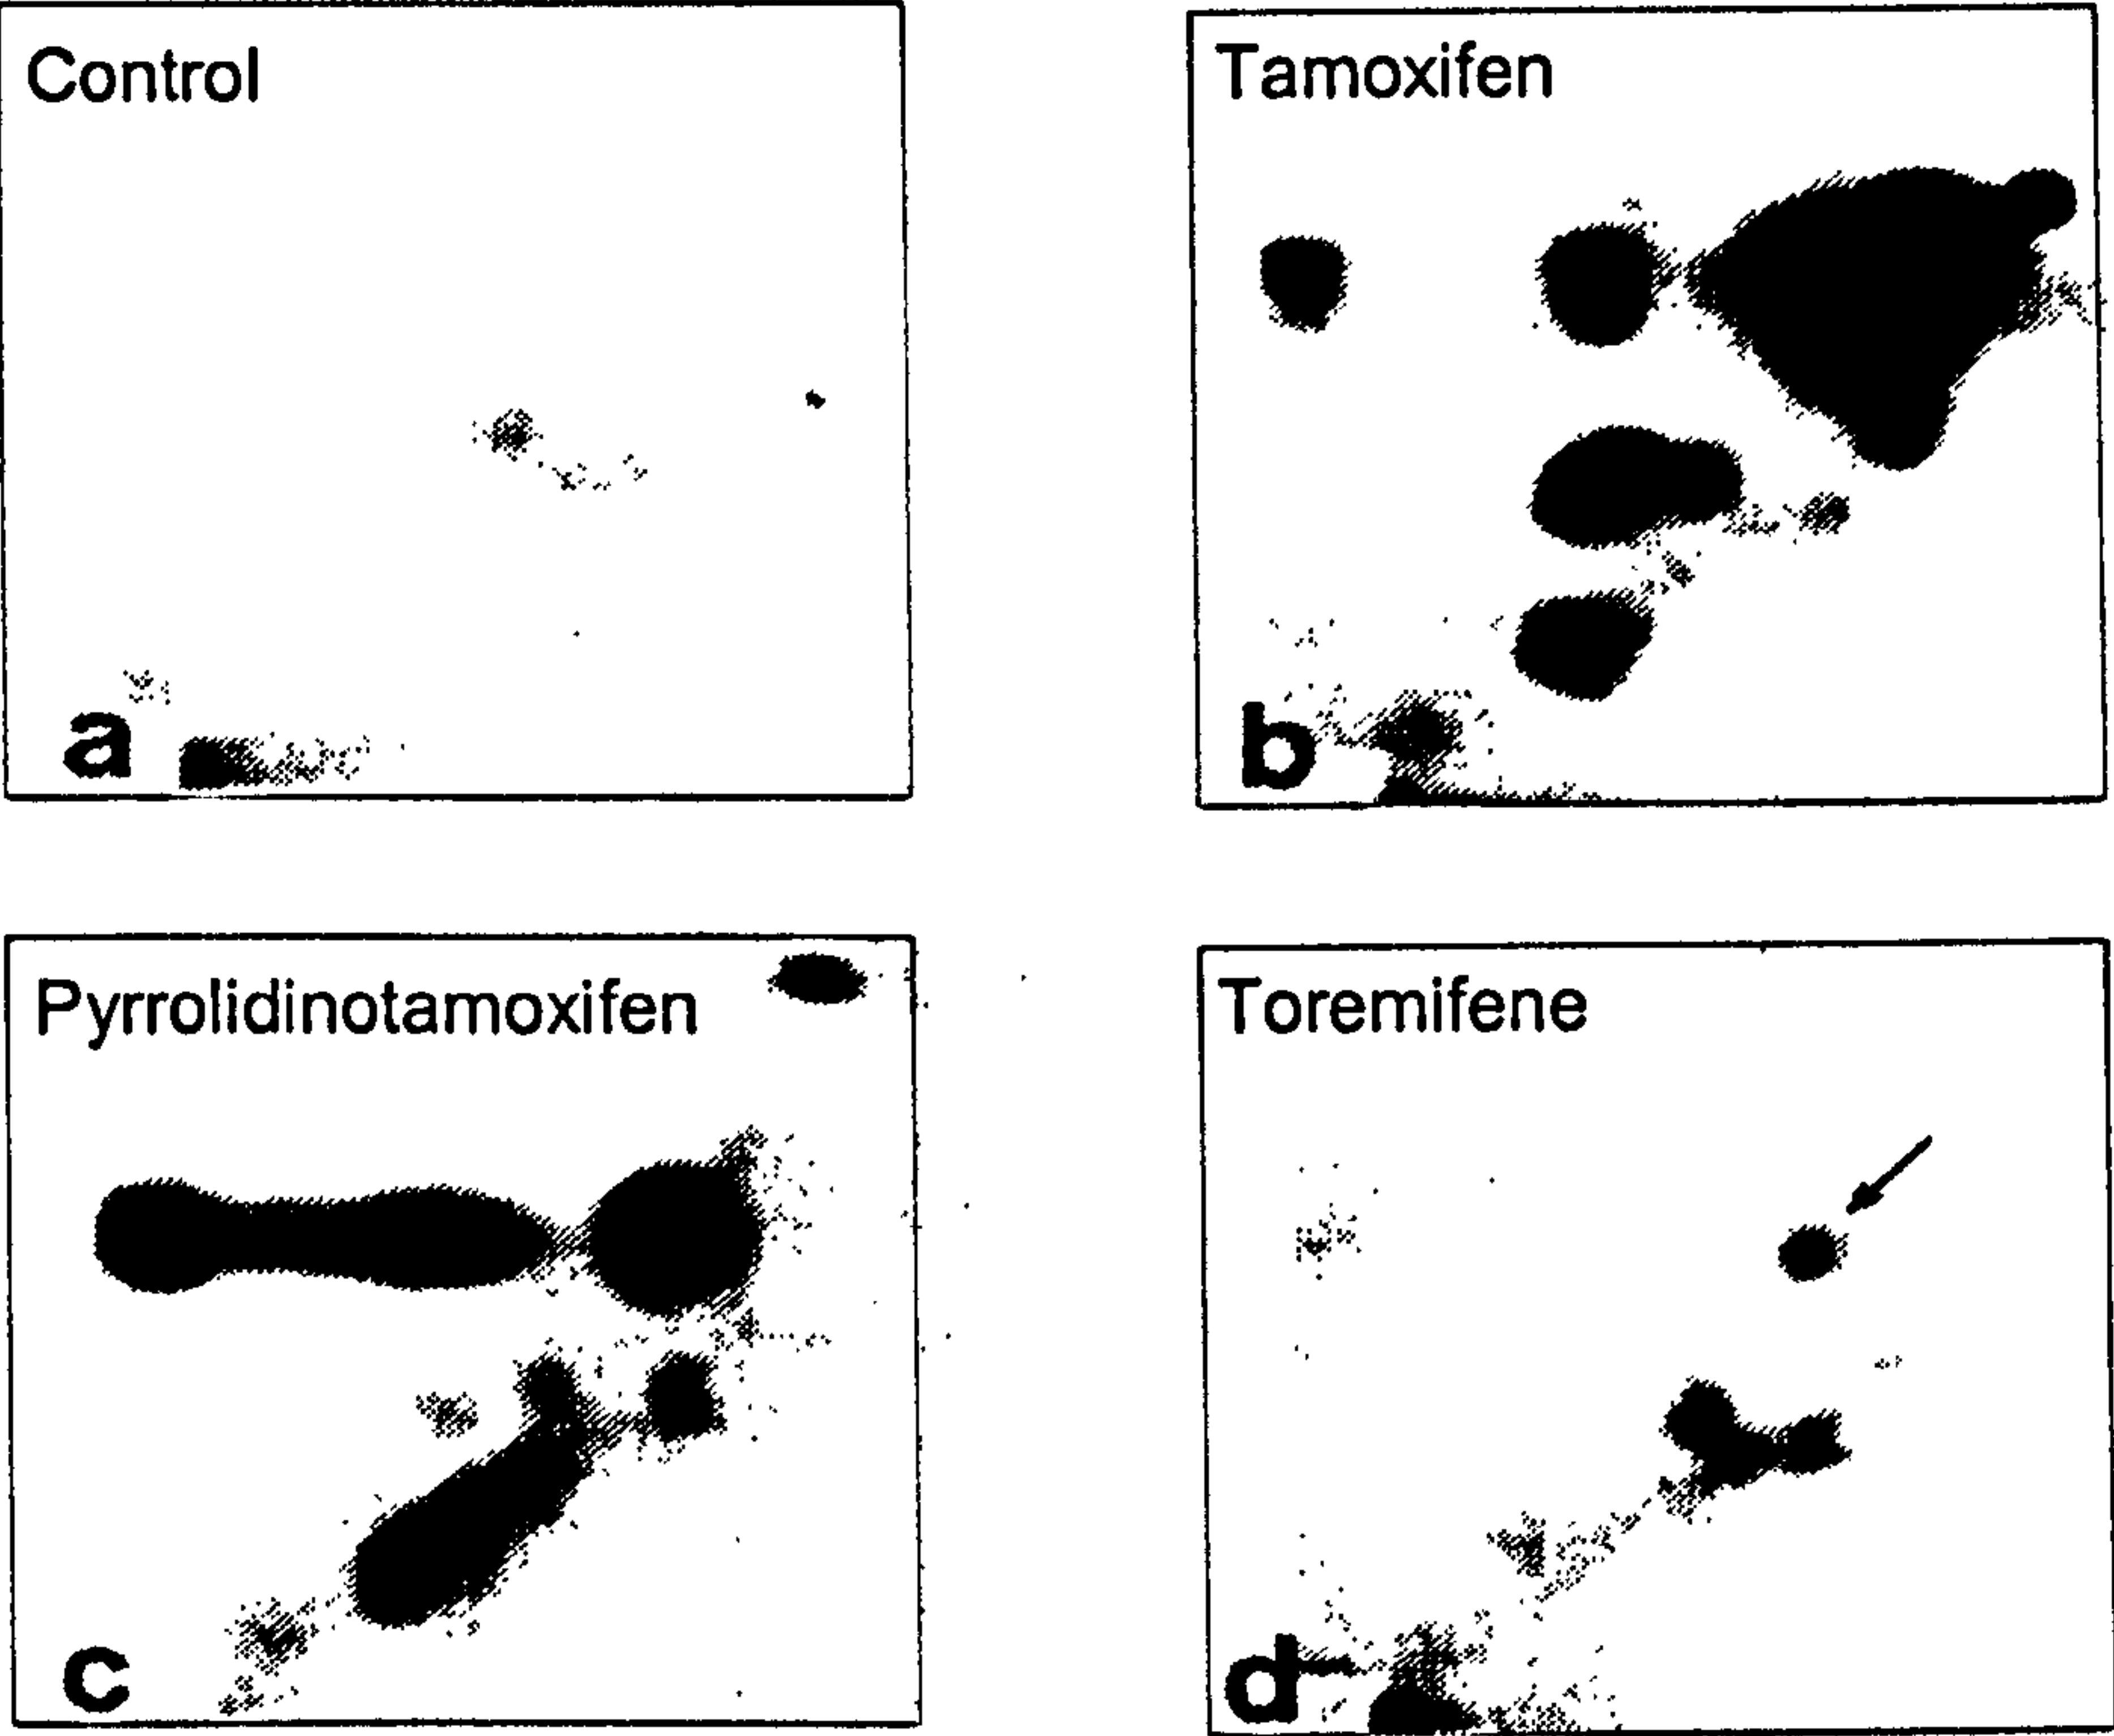 Control
a
Tamoxifen
b
Pyrrolidinotamoxifen
c
Toremifene
d